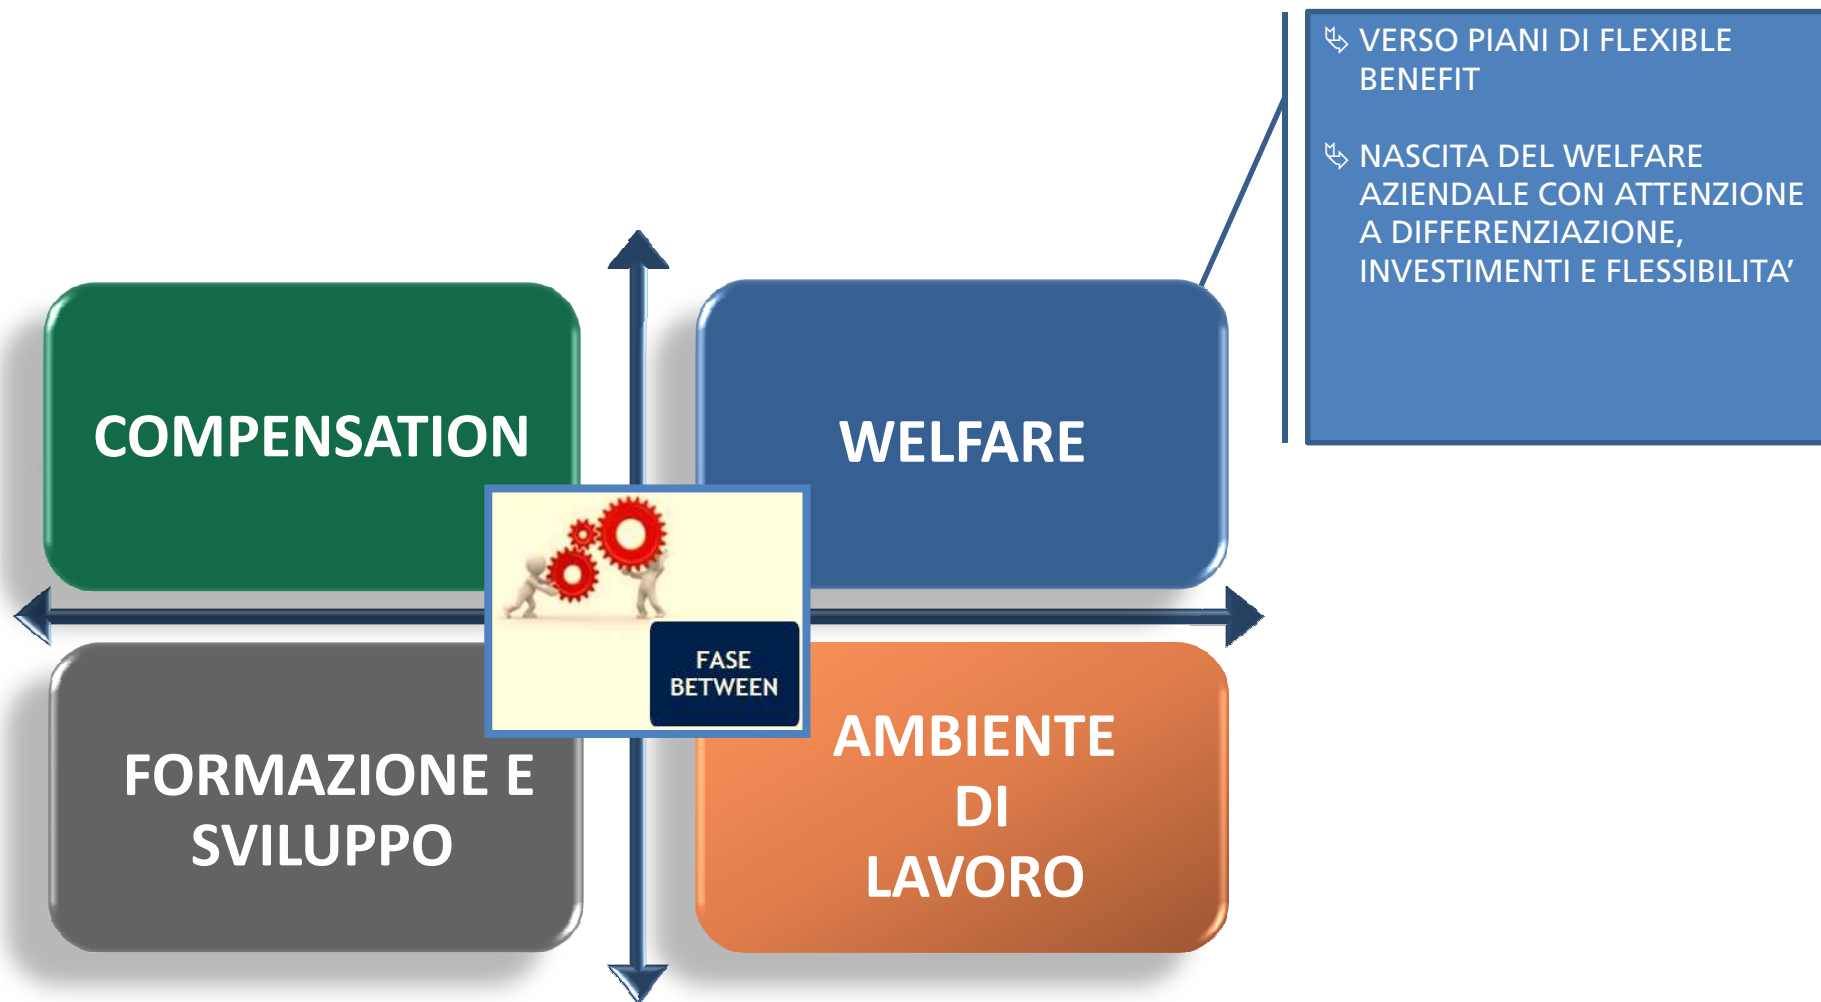 VERSO PIANI DI FLEXIBLE
BENEFIT
NASCITA DEL WELFARE
AZIENDALE CON ATTENZIONE
A DIFFERENZIAZIONE,
INVESTIMENTI E FLESSIBILITA’
COMPENSATION
WELFARE
FASE
BETWEEN
FORMAZIONE E
SVILUPPO
AMBIENTE
DI
LAVORO